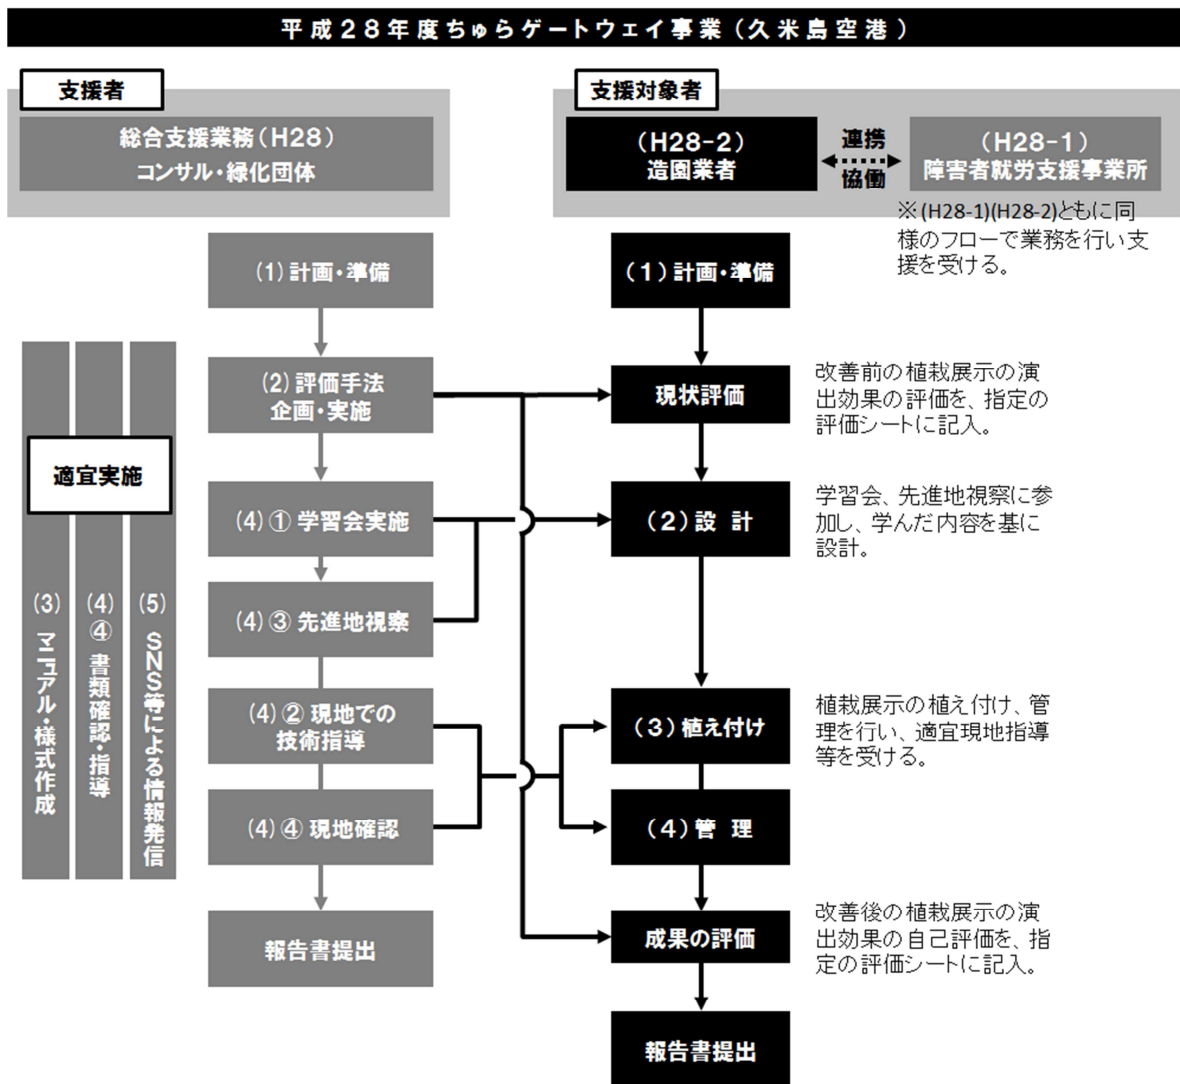 平成28年度ちゅらゲートウェイ事業(久米島空港)
支援者
総合支援業務(H28)
コンサル・緑化団体
支援対象者
(H28-2)
造園業者
連携
協働
(H28-1)
障害者就労支援事業所
※(H28-1)(H28-2)ともに同
様のフローで業務を行い支
援を受ける。
(1)計画・準備
(2)評価手法
企画・実施
(4)①学習会実施
(4)③先進地視察
(4)②現地での
技術指導
(4)④現地確認
報告書提出
適宜実施
(3)マニュアル・様式作成
(4)④書類確認・指導
(5)SNS等による情報発信
(1)計画・準備
現状評価
改善前の植栽展示の演
出効果の評価を、指定の
評価シートに記入。
(2)設 計
学習会、先進地視察に参
加し、学んだ内容を基に
設計。
(3)植え付け
植栽展示の植え付け、管
理を行い、適宜現地指導
等を受ける。
(4)管 理
成果の評価
改善後の植栽展示の演
出効果の自己評価を、指
定の評価シートに記入。
報告書提出